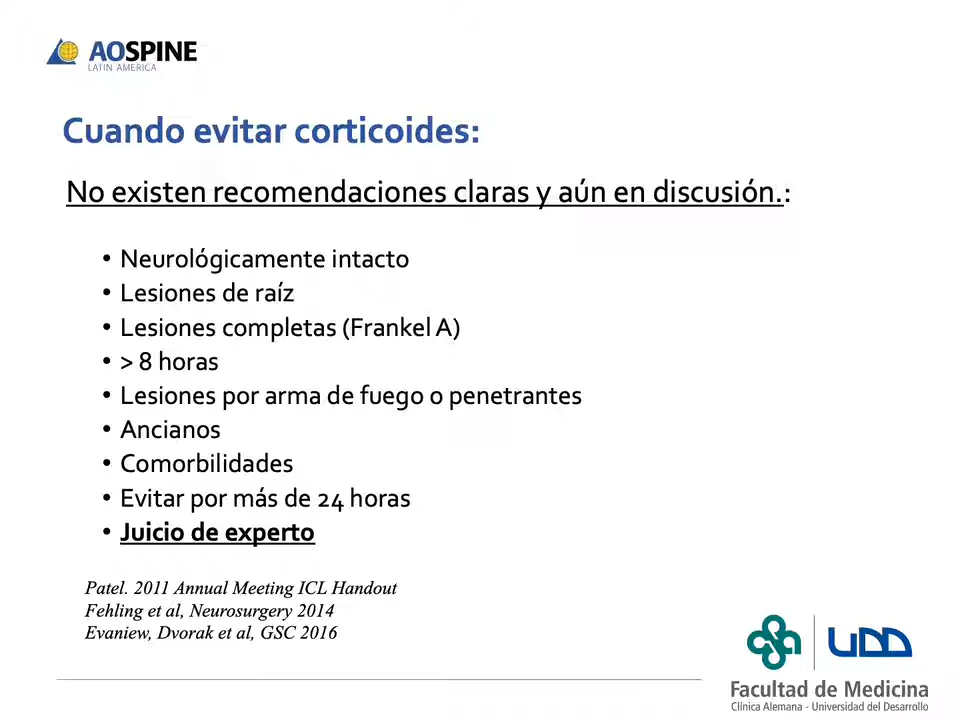 AOSPINE
LATIN AMERICA
Cuando evitar corticoides:
No existen recomendaciones claras y aún en discusión.:
• Neurológicamente intacto
• Lesiones de raíz
• Lesiones completas (Frankel A)
• > 8 horas
• Lesiones por arma de fuego o penetrantes
• Ancianos
• Comorbilidades
• Evitar por más de 24 horas
• Juicio de experto
Patel. 2011 Annual Meeting ICL Handout
Fehling et al, Neurosurgery 2014
Evaniew, Dvorak et al, GSC 2016
UDD
Facultad de Medicina
Clínica Alemana - Universidad del Desarrollo